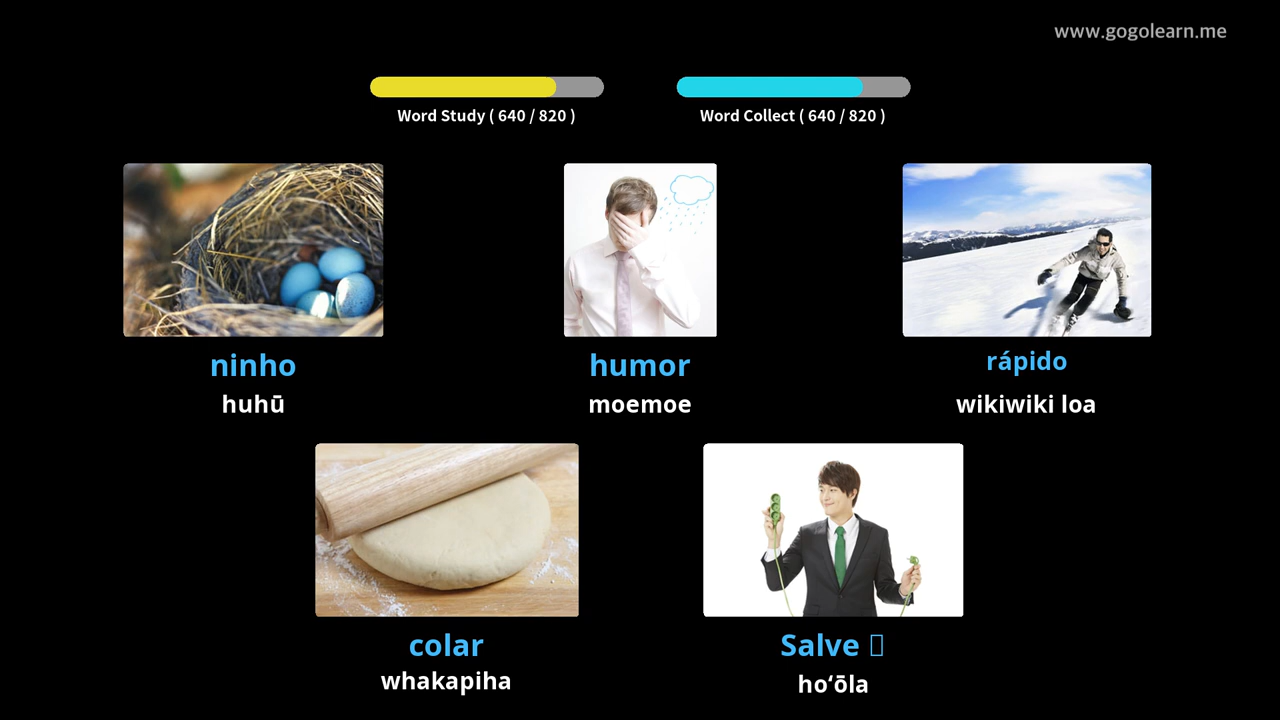 www.gogolearn.me
Word Study ( 640 / 820 )
Word Collect ( 640 / 820 )
ninho
huhū
humor
moemoe
rápido
wikiwiki loa
colar
whakapiha
Salve
hoʻōla